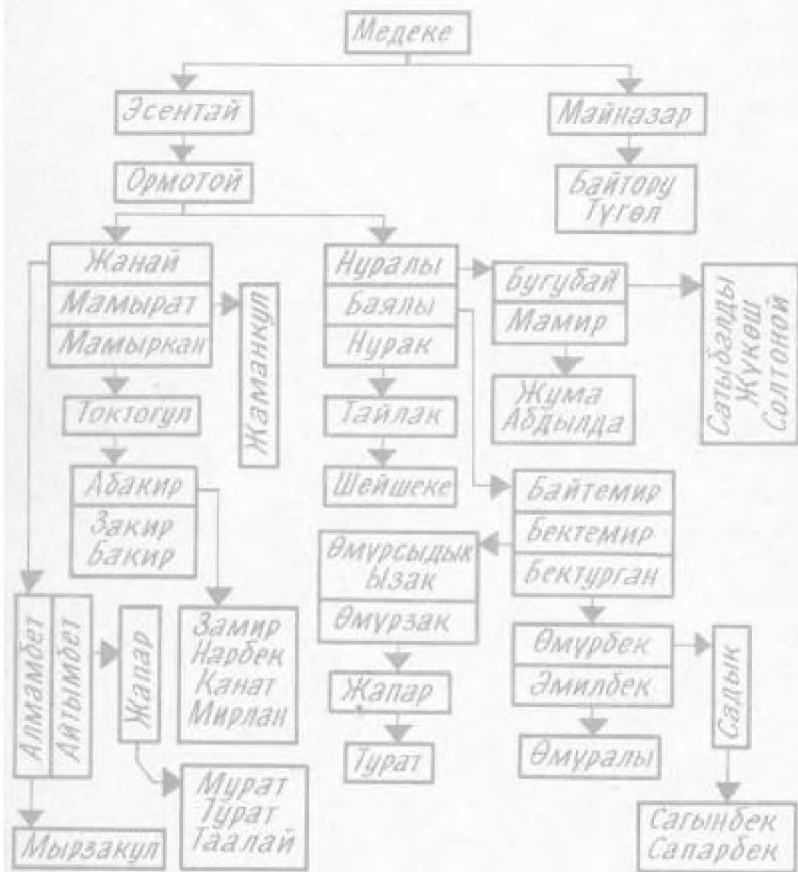 Медеке
Эсентай
Майназар
Ормотой
Байтору
Түгөл
Жанай
Мамырат
Мамыркан
Жаманкул
Нуралы
Баялы
Нурак
Бугубай
Мамир
Сатыбалды
Жүкөш
Солтоной
Токтогул
Тайлак
Жума
Абдылда
Абакир
Закир
Бакир
Шейшеке
Байтемир
Бектемир
Бектурган
Өмүрсыдык
Ызак
Өмүрзак
Алмамбет
Айтымбет
Жапар
Замир
Нарбек
Канат
Мирлан
Жапар
Өмүрбек
Эмилбек
Садык
Турат
Өмүралы
Мырзакул
Мурат
Турат
Таалай
Сагынбек
Сапарбек